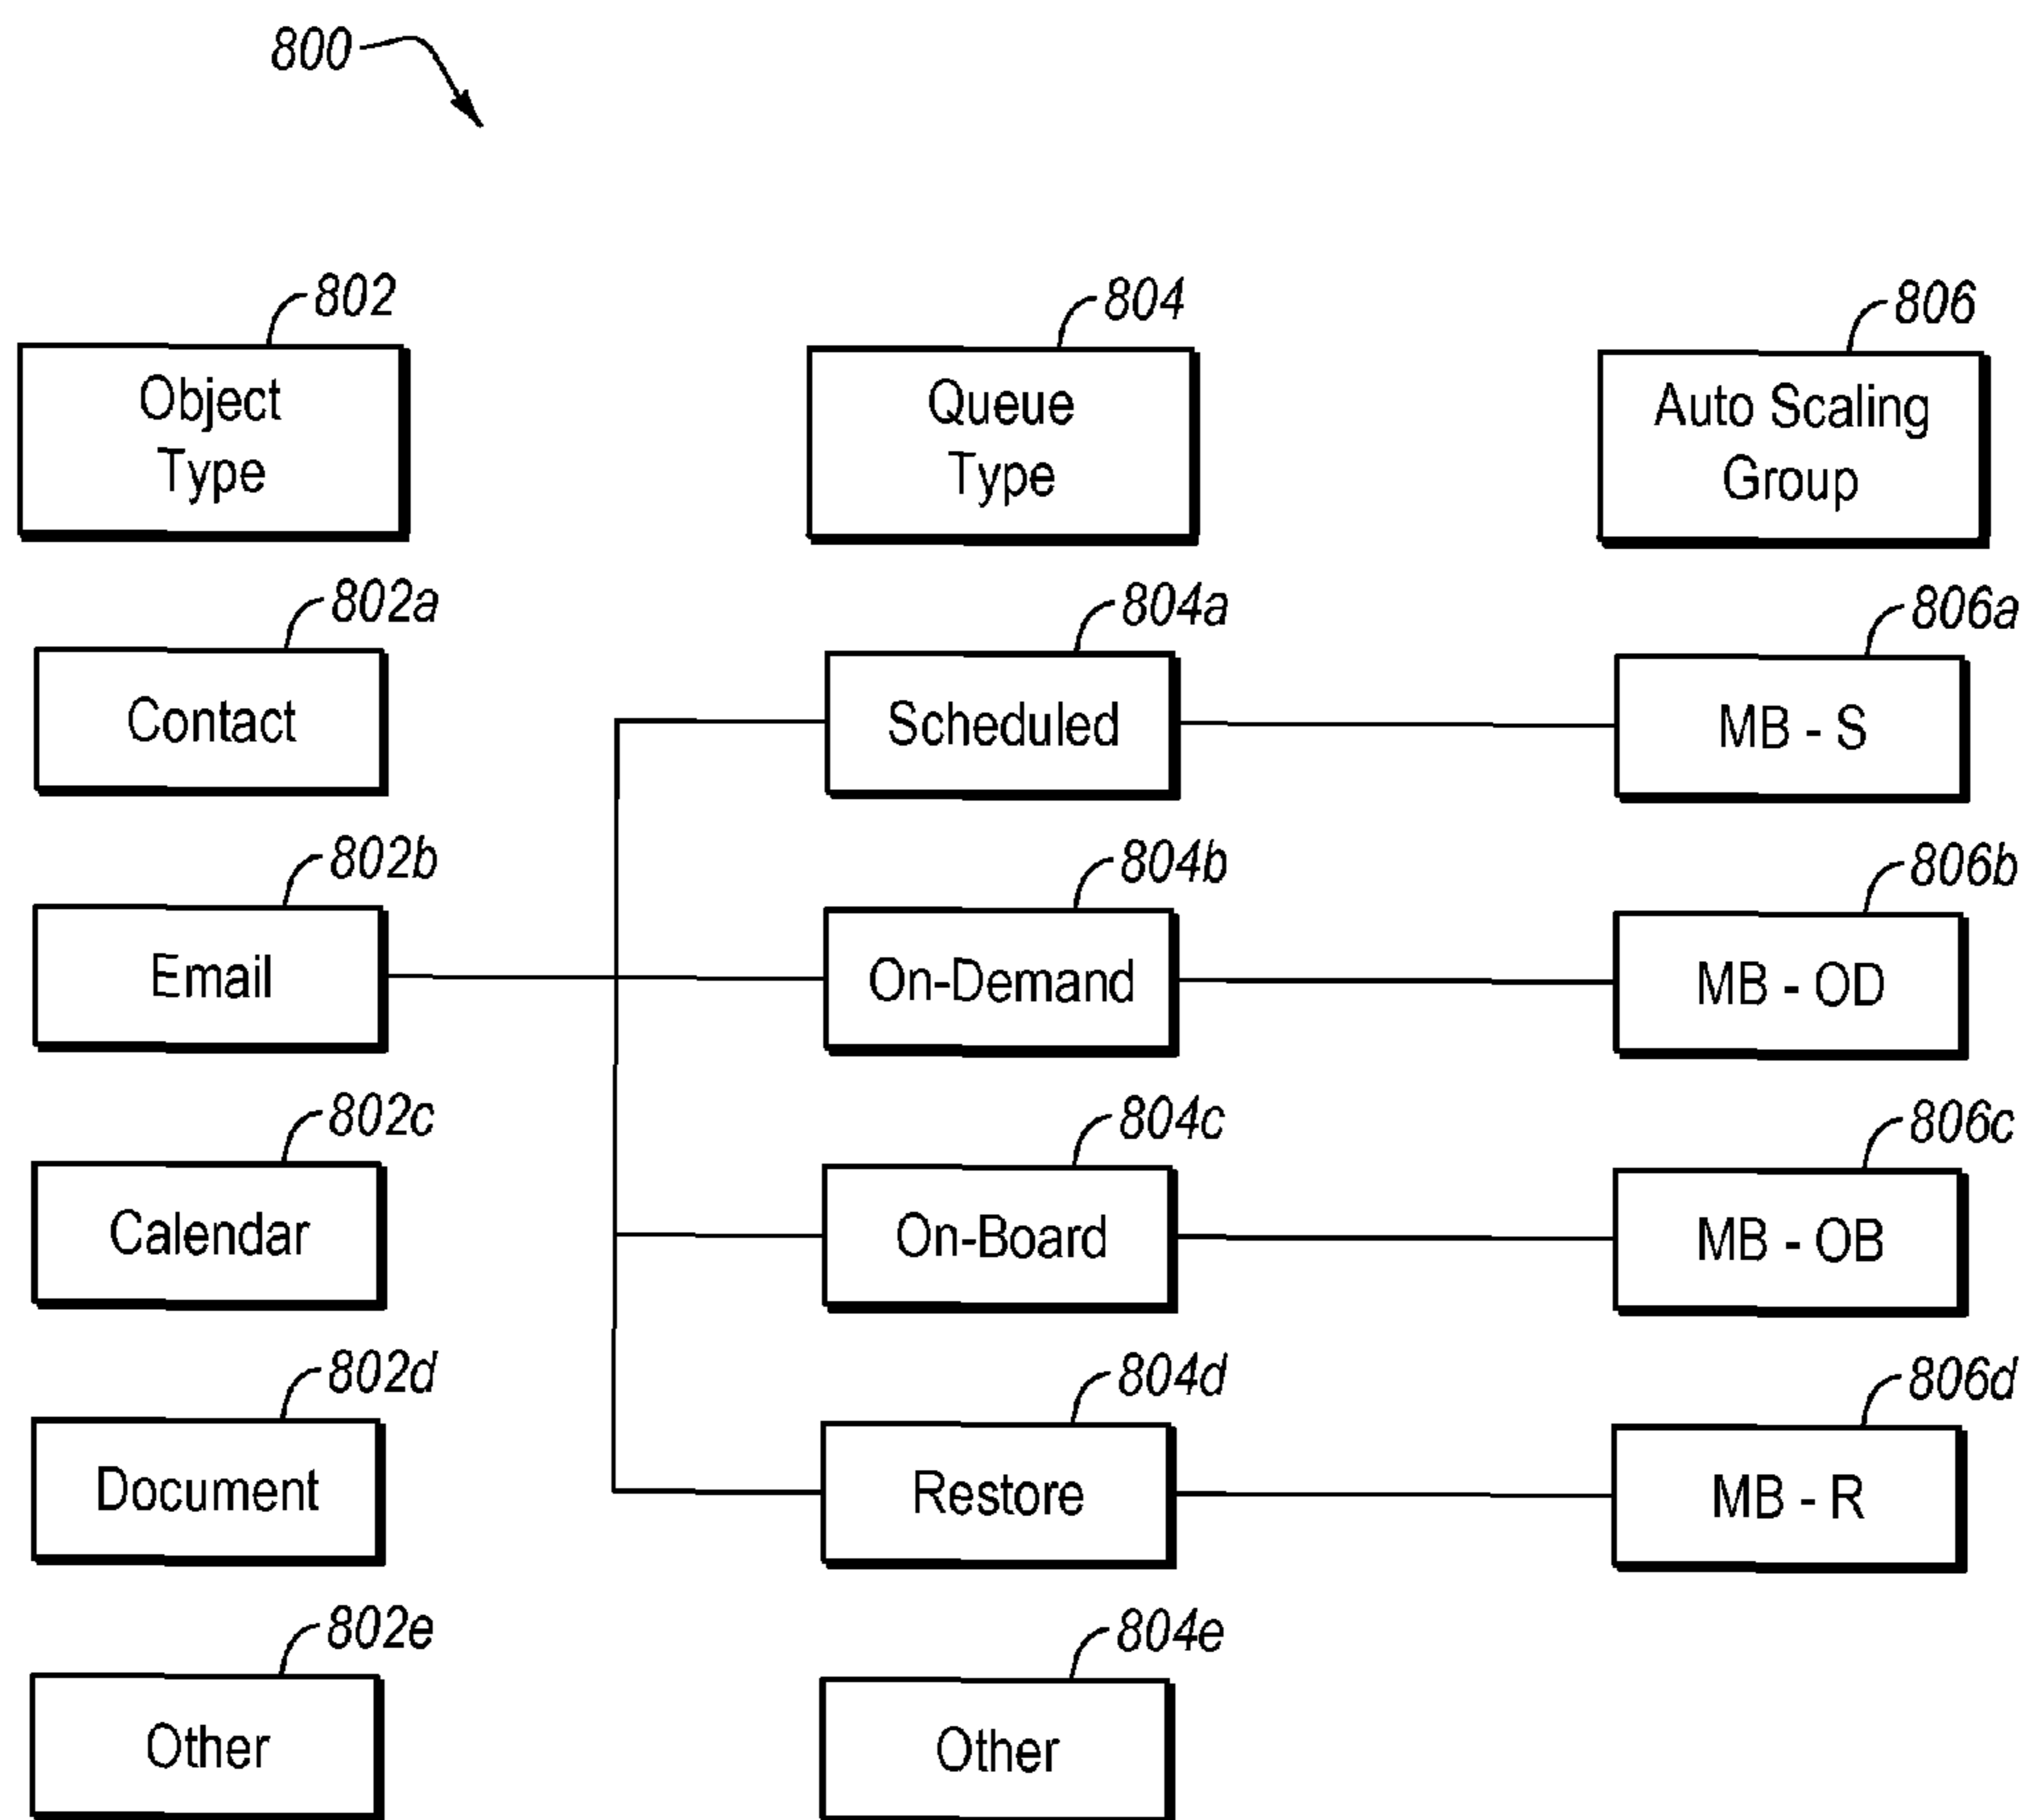 800
802
804
806
Object
Type
Queue
Type
Auto Scaling
Group
802a
804a
806a
Contact
Scheduled
MB - S
802b
804b
806b
Email
On-Demand
MB - OD
802c
804c
806c
Calendar
On-Board
MB - OB
802d
804d
806d
Document
Restore
MB - R
802e
804e
Other
Other